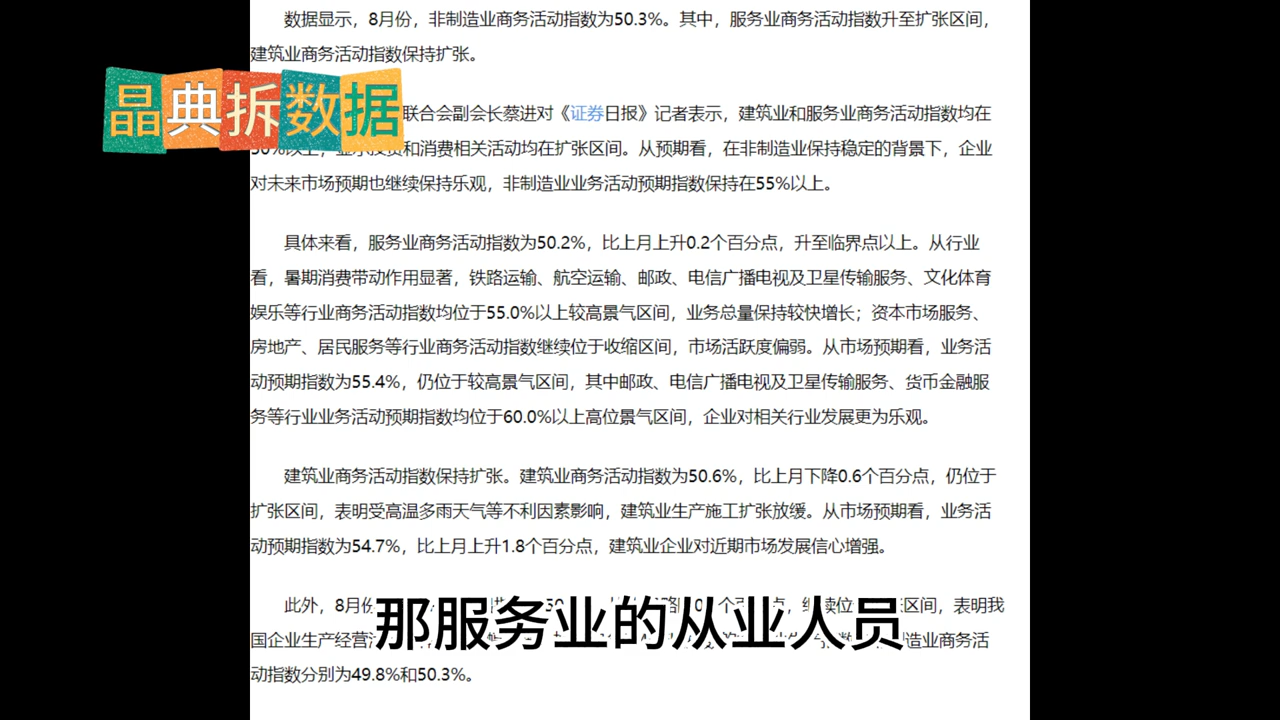 数据显示，8月份，非制造业商务活动指数为50.3%。其中，服务业商务活动指数升至扩张区间，
建筑业商务活动指数保持扩张。
晶典拆数据
联合会副会长蔡进对《证券日报》记者表示，建筑业和服务业商务活动指数均在
50%以上，显示投资和消费相关活动均在扩张区间。从预期看，在非制造业保持稳定的背景下，企业
对未来市场预期也继续保持乐观，非制造业业务活动预期指数保持在55%以上。
具体来看，服务业商务活动指数为50.2%，比上月上升0.2个百分点，升至临界点以上。从行业
看，暑期消费带动作用显著，铁路运输、航空运输、邮政、电信广播电视及卫星传输服务、文化体育
娱乐等行业商务活动指数均位于55.0%以上较高景气区间，业务总量保持较快增长；资本市场服务、
房地产、居民服务等行业商务活动指数继续位于收缩区间，市场活跃度偏弱。从市场预期看，业务活
动预期指数为55.4%，仍位于较高景气区间，其中邮政、电信广播电视及卫星传输服务、货币金融服
务等行业业务活动预期指数均位于60.0%以上高位景气区间，企业对相关行业发展更为乐观。
建筑业商务活动指数保持扩张。建筑业商务活动指数为50.6%，比上月下降0.6个百分点，仍位于
扩张区间，表明受高温多雨天气等不利因素影响，建筑业生产施工扩张放缓。从市场预期看，业务活
动预期指数为54.7%，比上月上升1.8个百分点，建筑业企业对近期市场发展信心增强。
此外，8月份 个百分点，继续位 区间，表明我
国企业生产经营活 造业商务活
那服务业的从业人员
动指数分别为49.8%和50.3%。